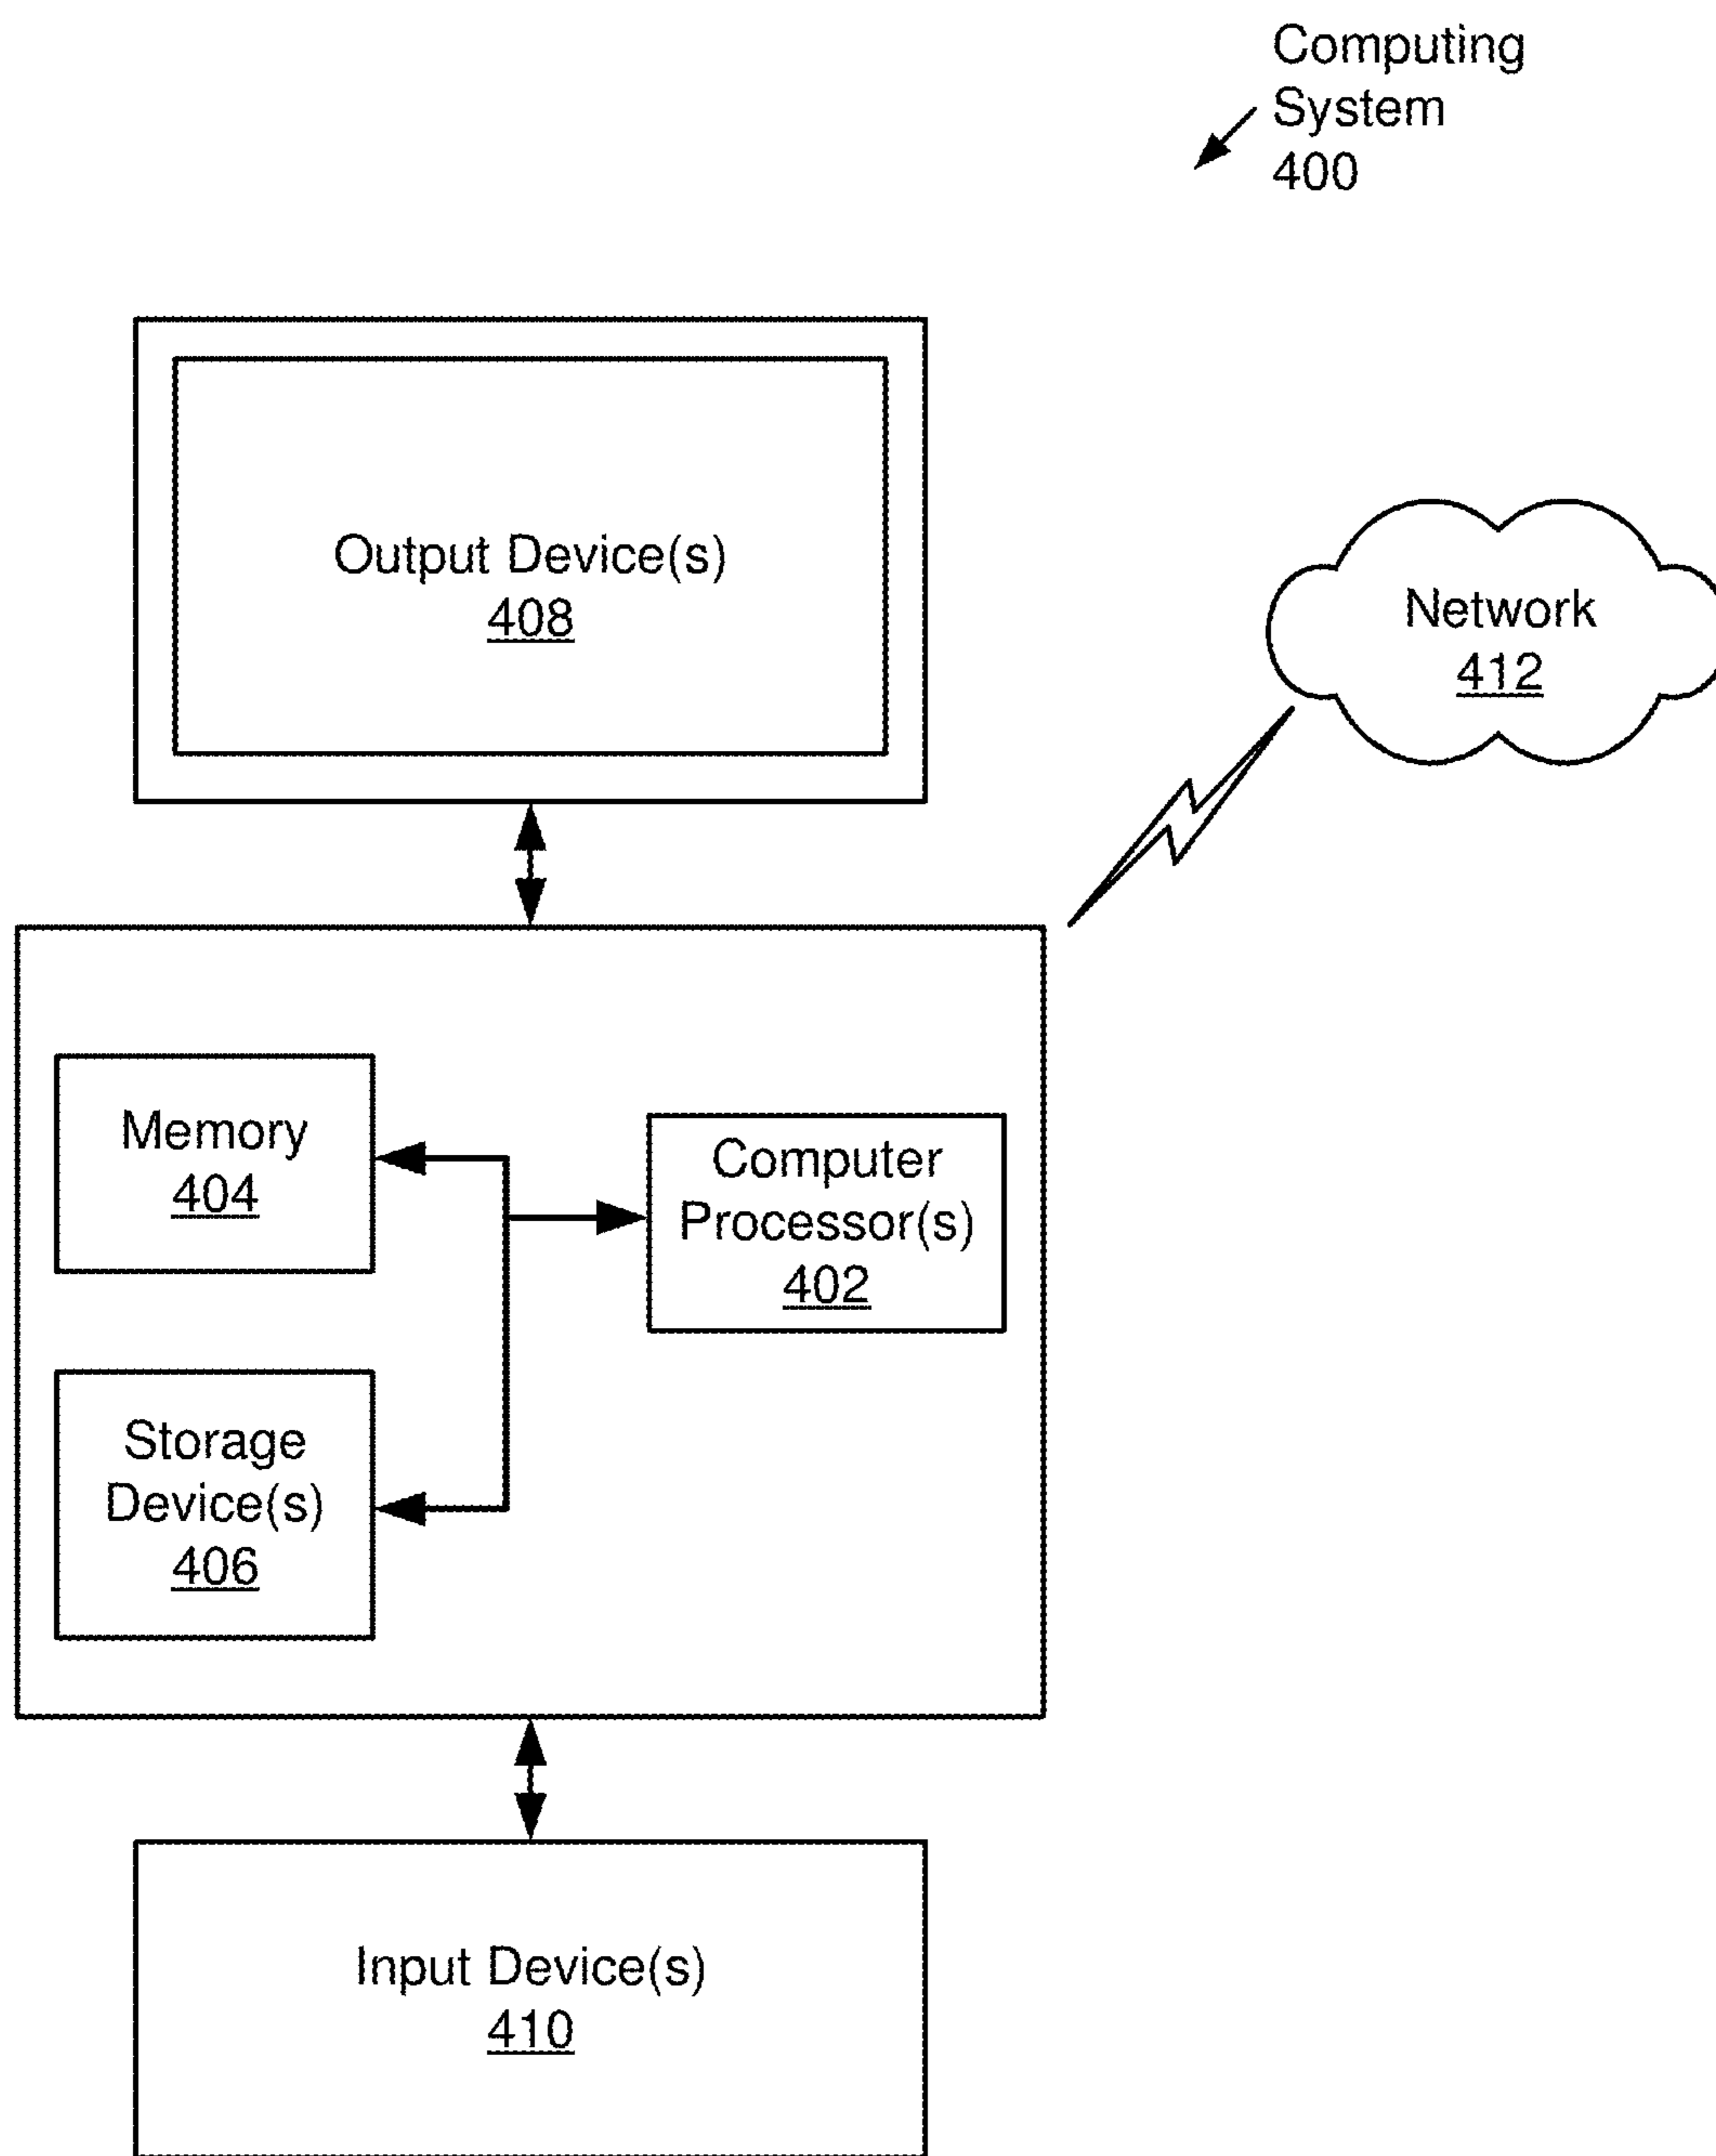 Computing
System
400
Output Device(s)
408
Network
412
Memory
404
Computer
Processor(s)
402
Storage
Device(s)
406
Input Device(s)
410